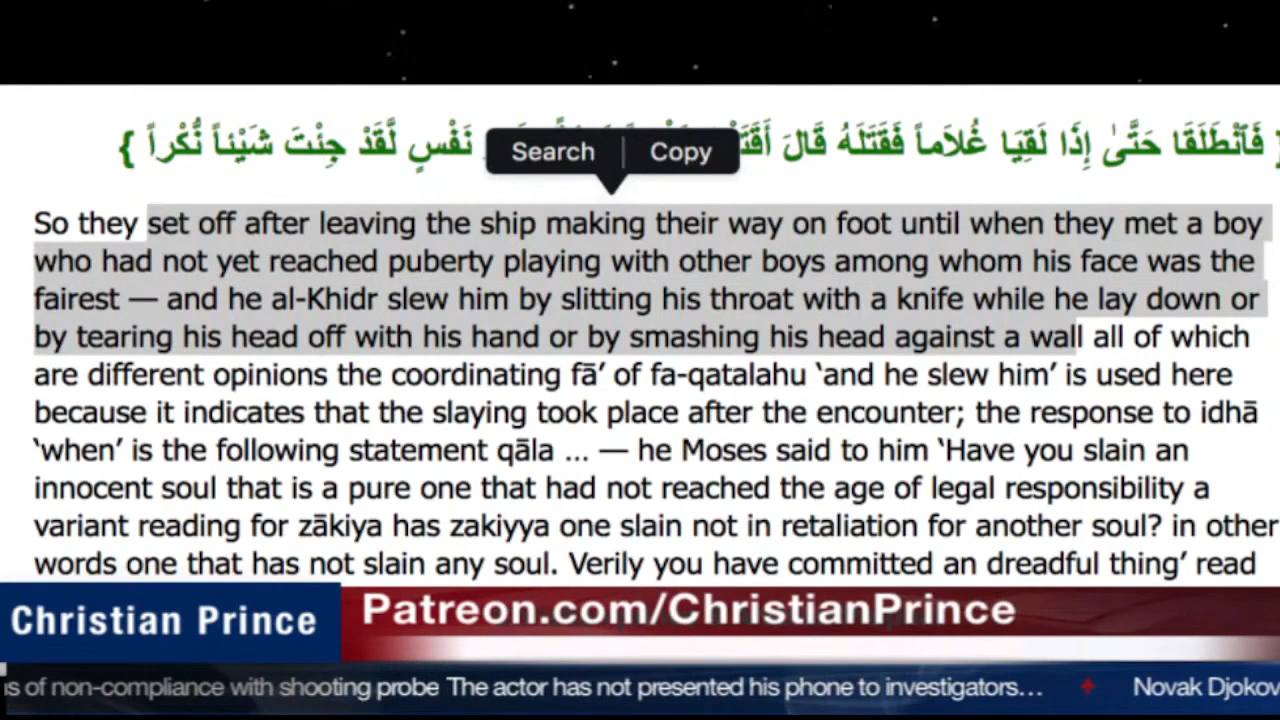 فَٱنْطَلَقَا حَتَّىٰ إِذَا لَقِيَا غُلاَماً فَقَتَلَهُ قَالَ نَفْسٍ لَّقَدْ جِئْتَ شَيْئاً نُّكْراً }
Search Copy
So they set off after leaving the ship making their way on foot until when they met a boy
who had not yet reached puberty playing with other boys among whom his face was the
fairest — and he al-Khidr slew him by slitting his throat with a knife while he lay down or
by tearing his head off with his hand or by smashing his head against a wall all of which
are different opinions the coordinating fā’ of fa-qatalahu ‘and he slew him’ is used here
because it indicates that the slaying took place after the encounter; the response to idhā
‘when’ is the following statement qāla ... — he Moses said to him ‘Have you slain an
innocent soul that is a pure one that had not reached the age of legal responsibility a
variant reading for zākiya has zakiyya one slain not in retaliation for another soul? in other
words one that has not slain any soul. Verily you have committed an dreadful thing’ read
Christian Prince
Patreon.com/ChristianPrince
of non-compliance with shooting probe The actor has not presented his phone to investigators... Novak